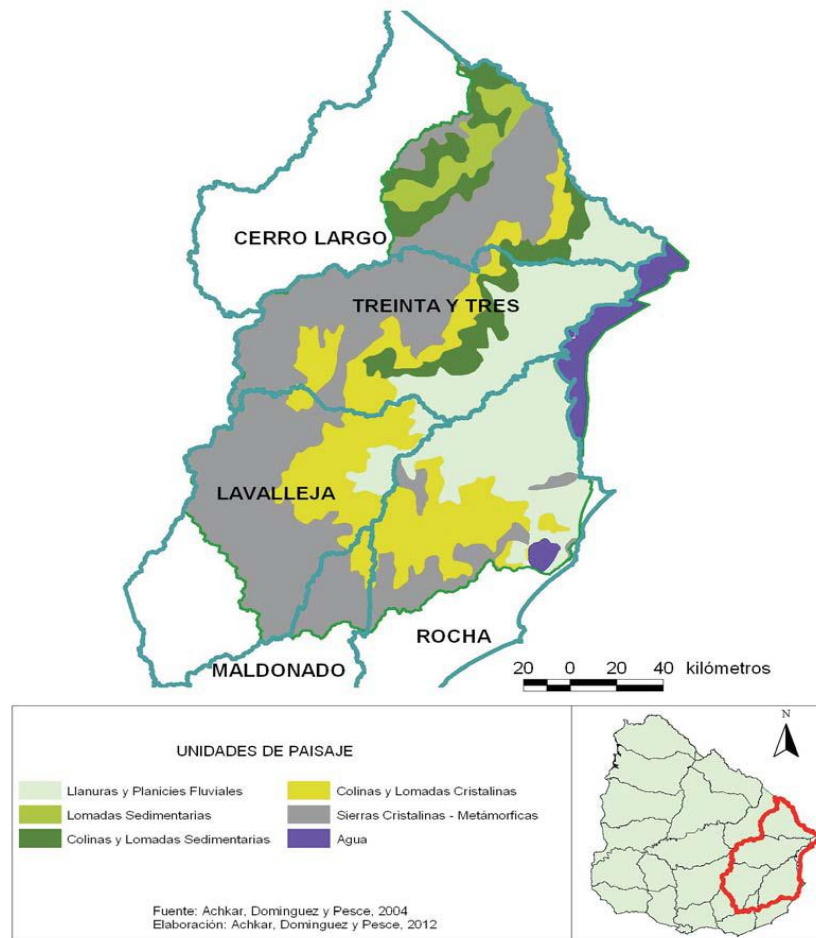 CERRO LARGO
TREINTA Y TRES
LAVALLEJA
ROCHA
MALDONADO
20 0 20 40 kilómetros
UNIDADES DE PAISAJE
Llanuras y Planicies Fluviales
Lomadas Sedimentarias
Colinas y Lomadas Sedimentarias
Colinas y Lomadas Cristalinas
Sierras Cristalinas - Metámorficas
Agua
N
Fuente: Achkar, Dominguez y Pesce, 2004
Elaboración: Achkar, Dominguez y Pesce, 2012